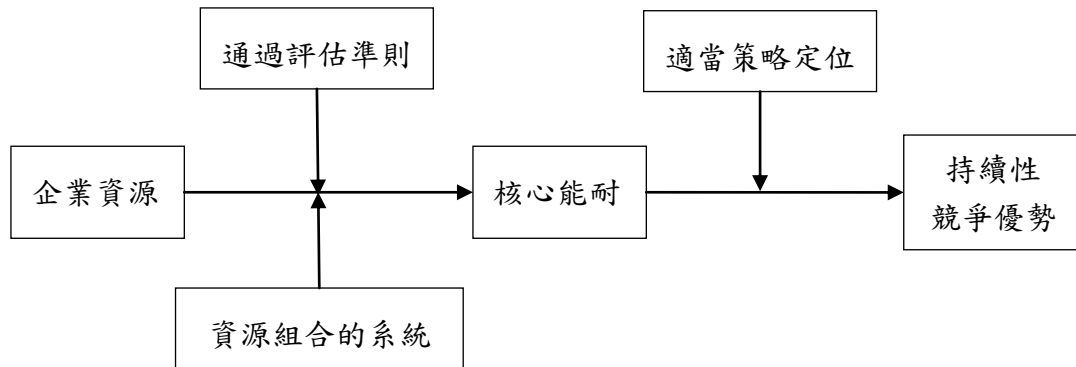 通過評估準則
適當策略定位
企業資源
核心能耐
持續性
競爭優勢
資源組合的系統